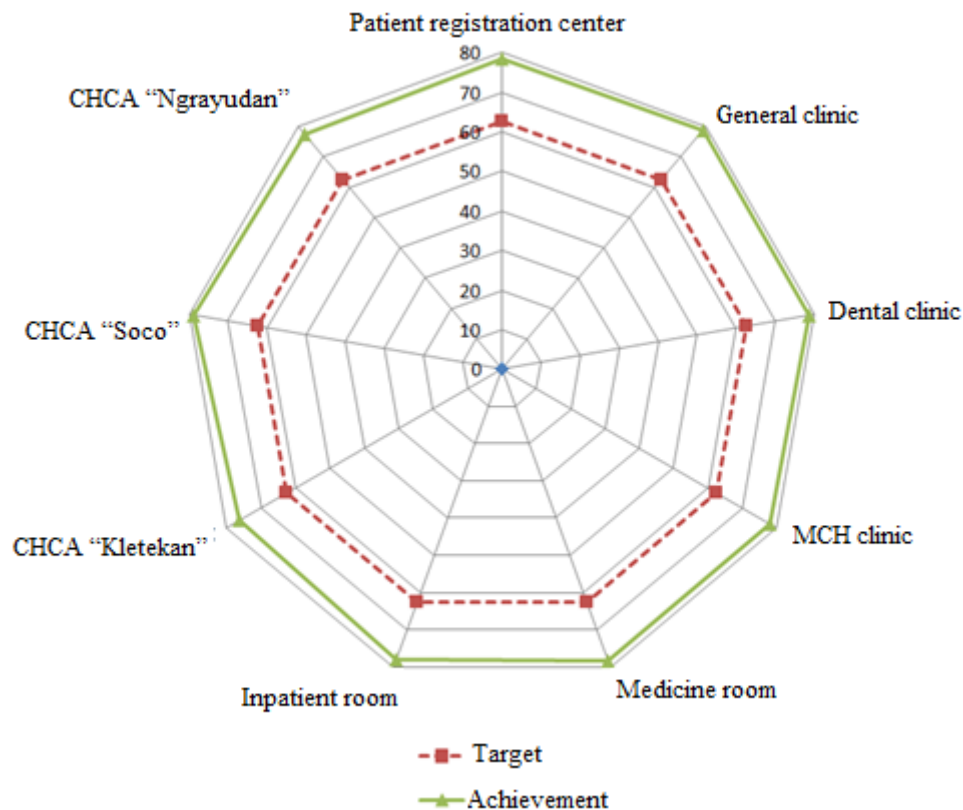 Patient registration center
CHCA “Ngrayudan”
General clinic
80
70
60
50
40
30
20
10
0
CHCA “Soco”
Dental clinic
CHCA “Kletekan”
MCH clinic
Inpatient room
Medicine room
Target
Achievement